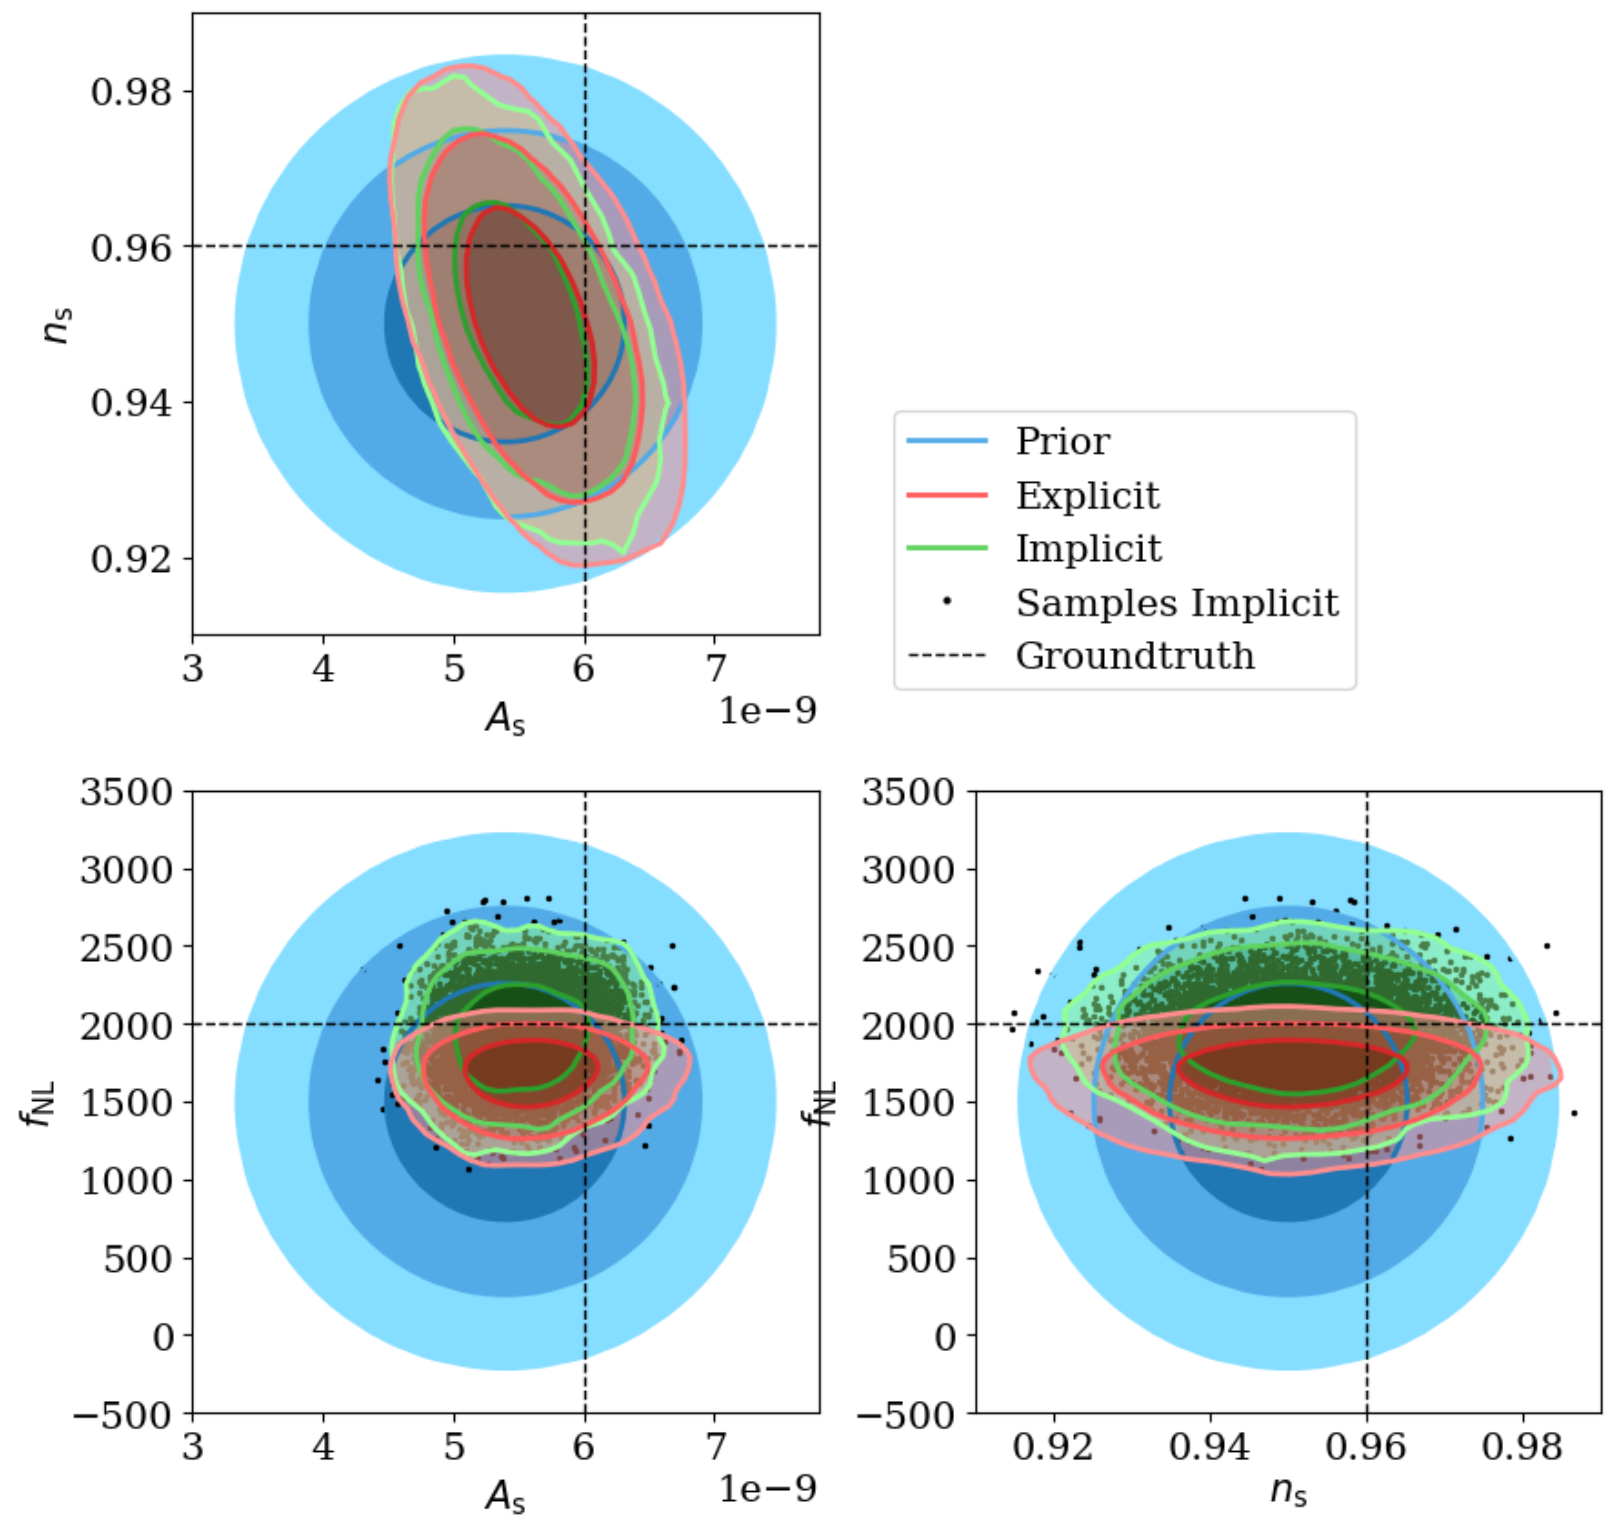 0.98
0.96
0.94
0.92
n_s
3 4 5 6 7
1e−9
A_s
Prior
Explicit
Implicit
Samples Implicit
Groundtruth
3500
3000
2500
2000
1500
1000
500
0
−500
f_NL
3 4 5 6 7
1e−9
A_s
3500
3000
2500
2000
1500
1000
500
0
−500
f_NL
0.92 0.94 0.96 0.98
n_s